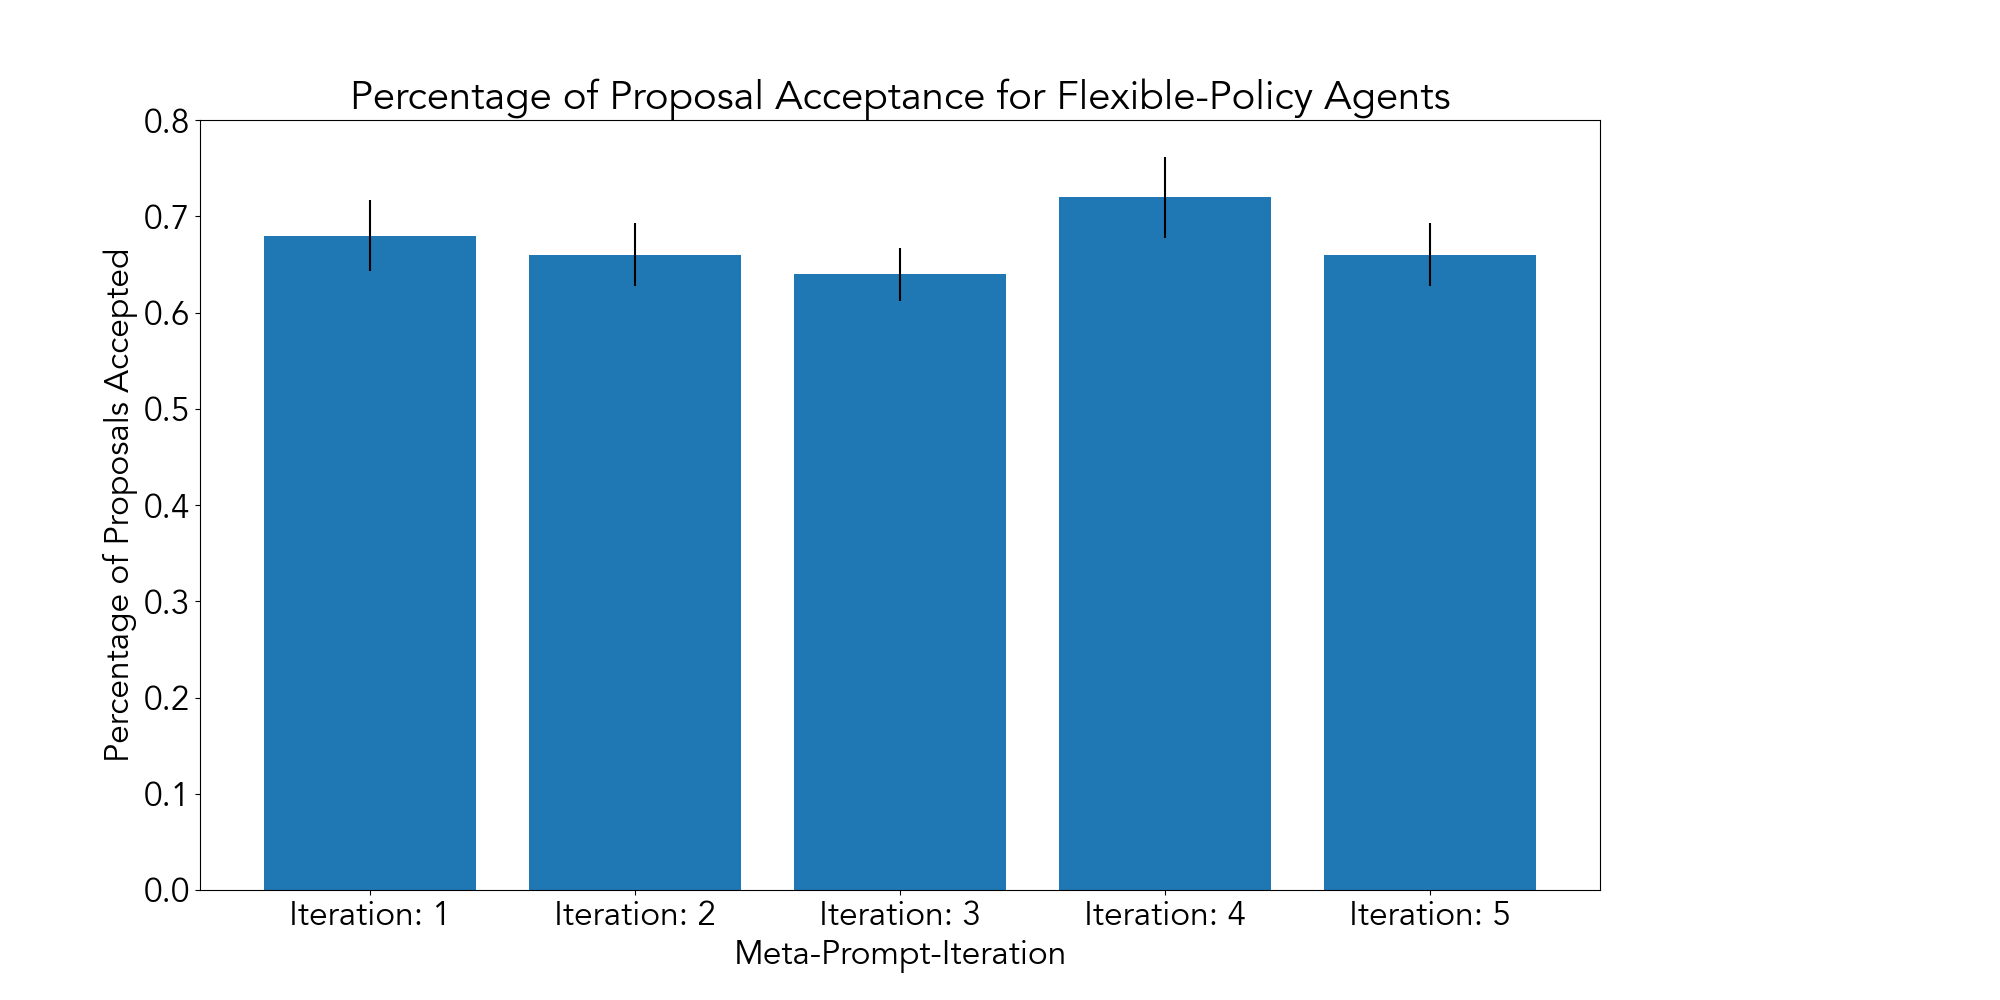 Percentage of Proposal Acceptance for Flexible-Policy Agents
Percentage of Proposals Accepted
0.8
0.7
0.6
0.5
0.4
0.3
0.2
0.1
0.0
Iteration: 1 Iteration: 2 Iteration: 3 Iteration: 4 Iteration: 5
Meta-Prompt-Iteration